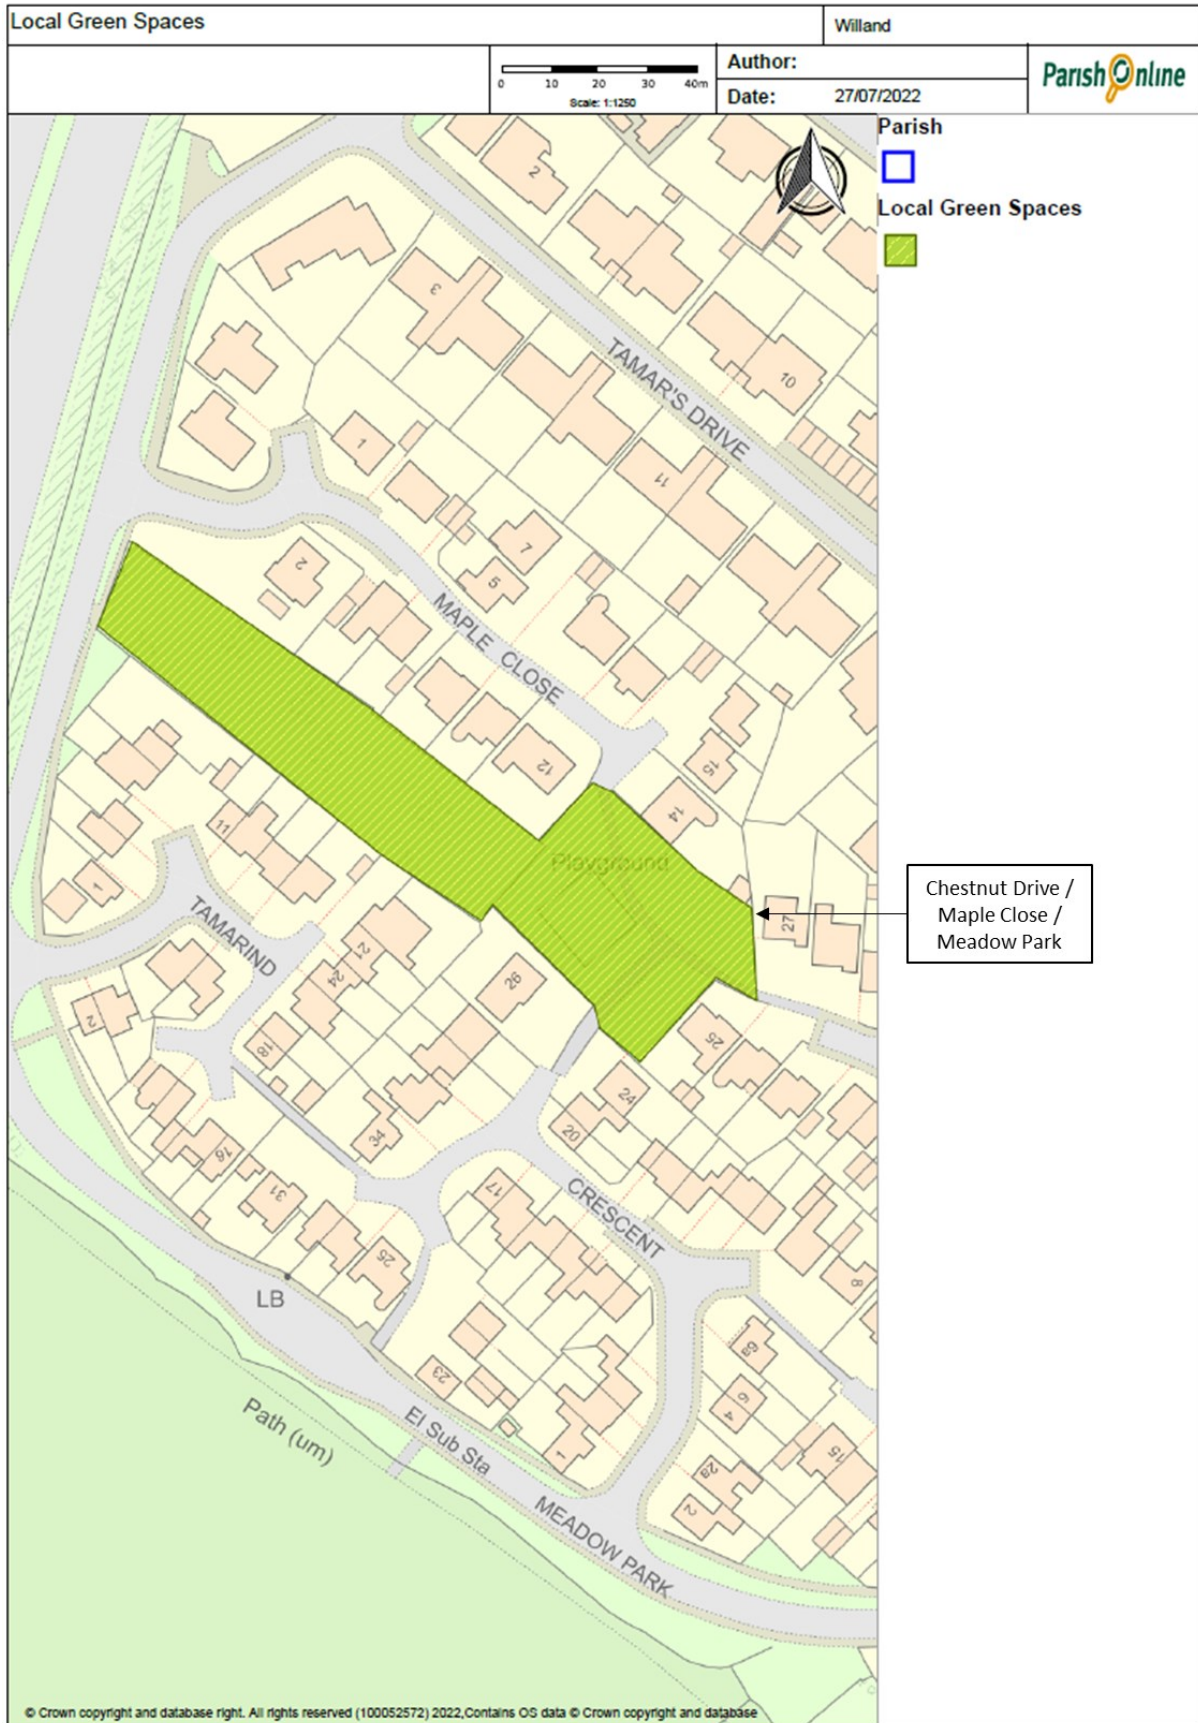 Local Green Spaces
Willand
0 10 20 30 40m
Scale: 1:1250
Author:
Date: 27/07/2022
Parish Online
Parish
Local Green Spaces
2
3
TAMAR'S DRIVE
10
11
1
7
5
2
MAPLE CLOSE
12
15
14
Playground
27
Chestnut Drive /
Maple Close /
Meadow Park
11
1
TAMARIND
21
24
26
2
18
25
24
20
34
16
31
17
CRESCENT
25
8
LB
6a
23
6
4
Path (um)
El Sub Sta
1
15
2a
2
MEADOW PARK
© Crown copyright and database right. All rights reserved (100052572) 2022,Contains OS data © Crown copyright and database